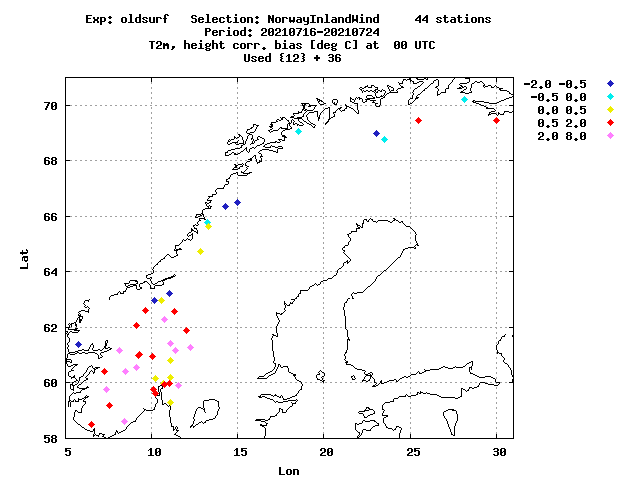 Exp: oldsurf Selection: NorwayInlandWind 44 stations
Period: 20210716-20210724
T2m, height corr. bias [deg C] at 00 UTC
Used {12} + 36
-2.0 -0.5
-0.5 0.0
0.0 0.5
0.5 2.0
2.0 8.0
70
68
66
64
62
60
58
Lat
5 10 15 20 25 30
Lon